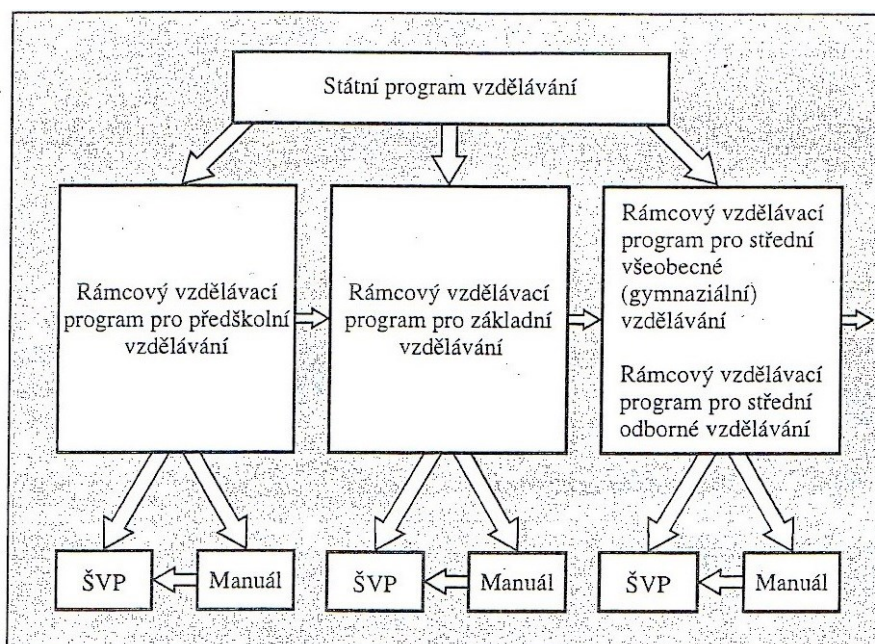 Státní program vzdělávání
Rámcový vzdělávací
program pro předškolní
vzdělávání
Rámcový vzdělávací
program pro základní
vzdělávání
Rámcový vzdělávací
program pro střední
všeobecné
(gymnaziální)
vzdělávání
Rámcový vzdělávací
program pro střední
odborné vzdělávání
ŠVP
Manuál
ŠVP
Manuál
ŠVP
Manuál